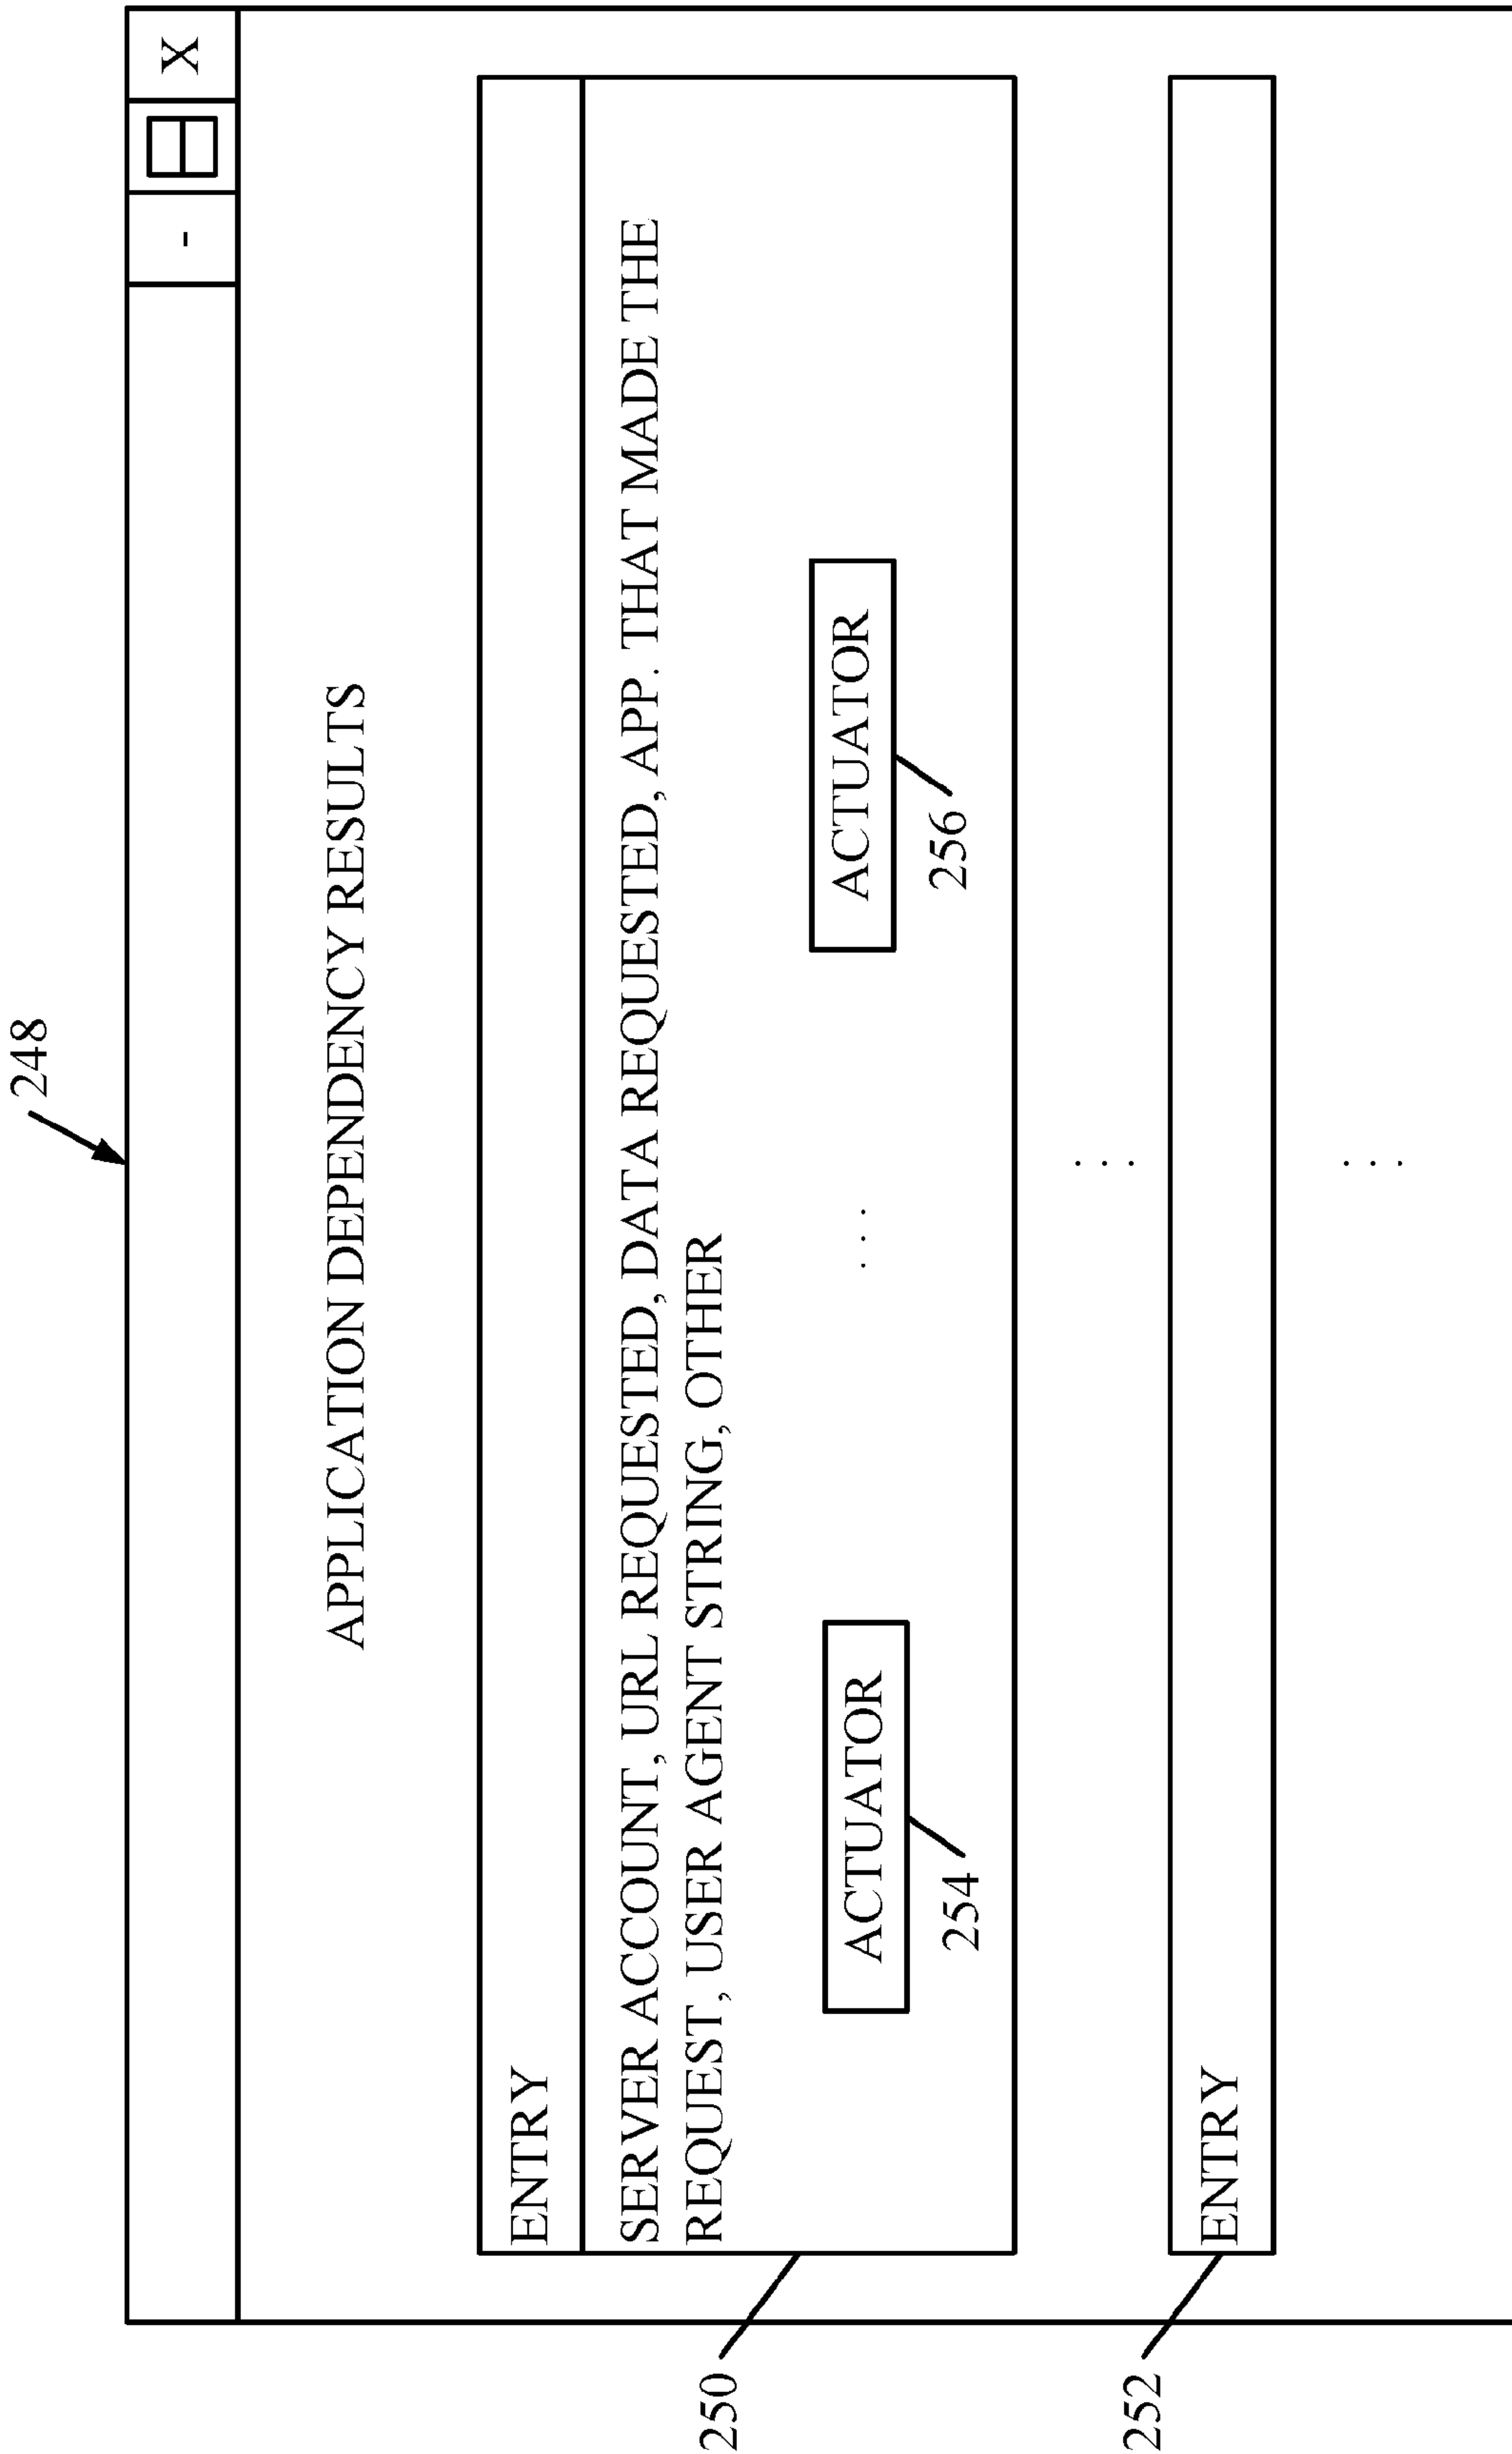 248
- X
APPLICATION DEPENDENCY RESULTS
ENTRY
SERVER ACCOUNT, URL REQUESTED, DATA REQUESTED, APP. THAT MADE THE
REQUEST, USER AGENT STRING, OTHER
ACTUATOR ... ACTUATOR
254 256
250
...
ENTRY
252
...